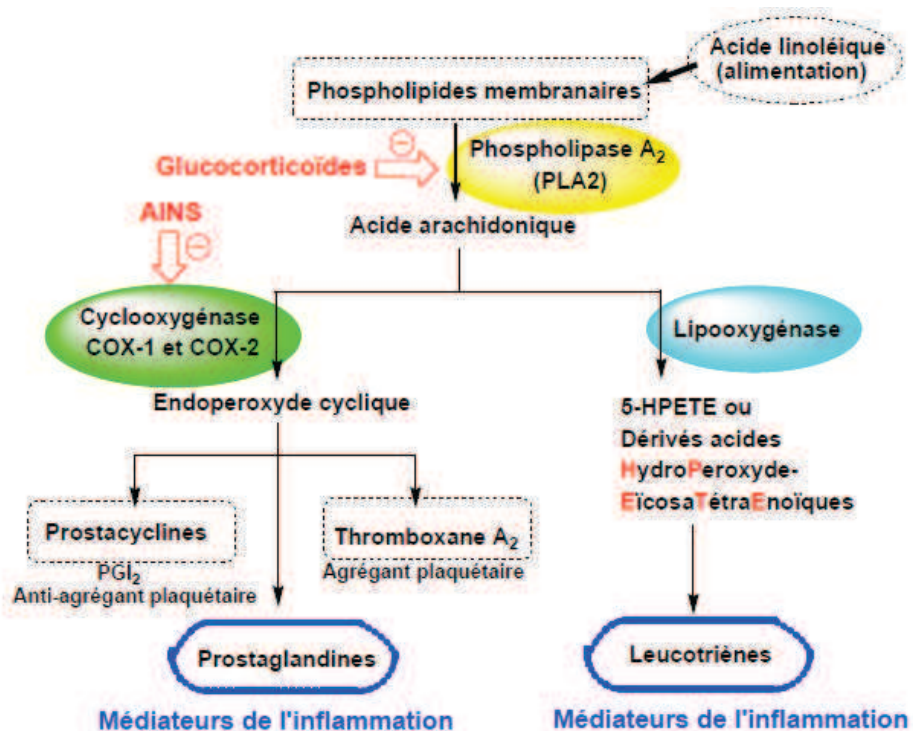 Acide linoléique
(alimentation)
Phospholipides membranaires
Glucocorticoïdes
Phospholipase A₂
(PLA2)
AINS
Acide arachidonique
Cyclooxygénase
COX-1 et COX-2
Lipooxygénase
Endoperoxyde cyclique
5-HPETE ou
Dérivés acides
HydroPeroxyde-
EïcosaTétraEnoïques
Prostacyclines
PGI₂
Anti-agrégant plaquétaire
Thromboxane A₂
Agrégant plaquétaire
Prostaglandines
Leucotriènes
Médiateurs de l'inflammation
Médiateurs de l'inflammation